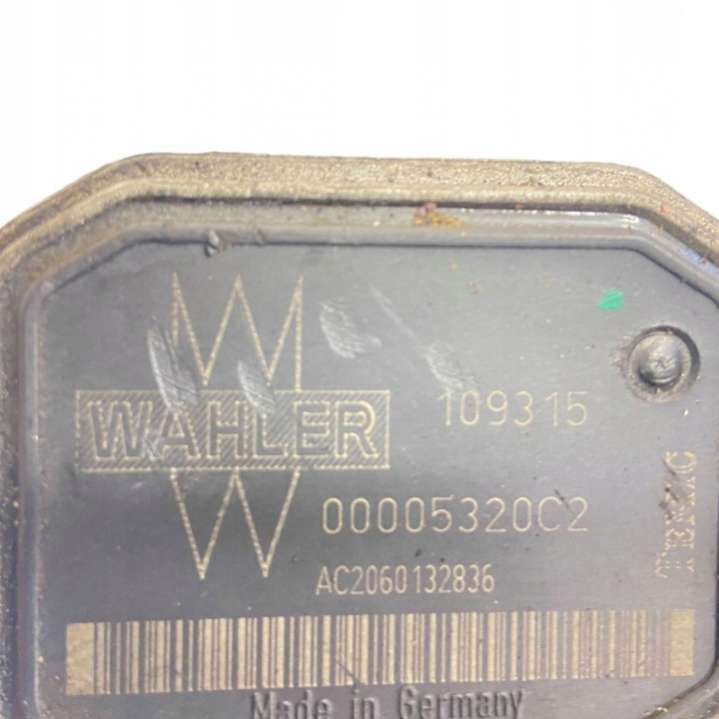 WAHLER
109315
00005320C2
AC2060132836
Made in Germany